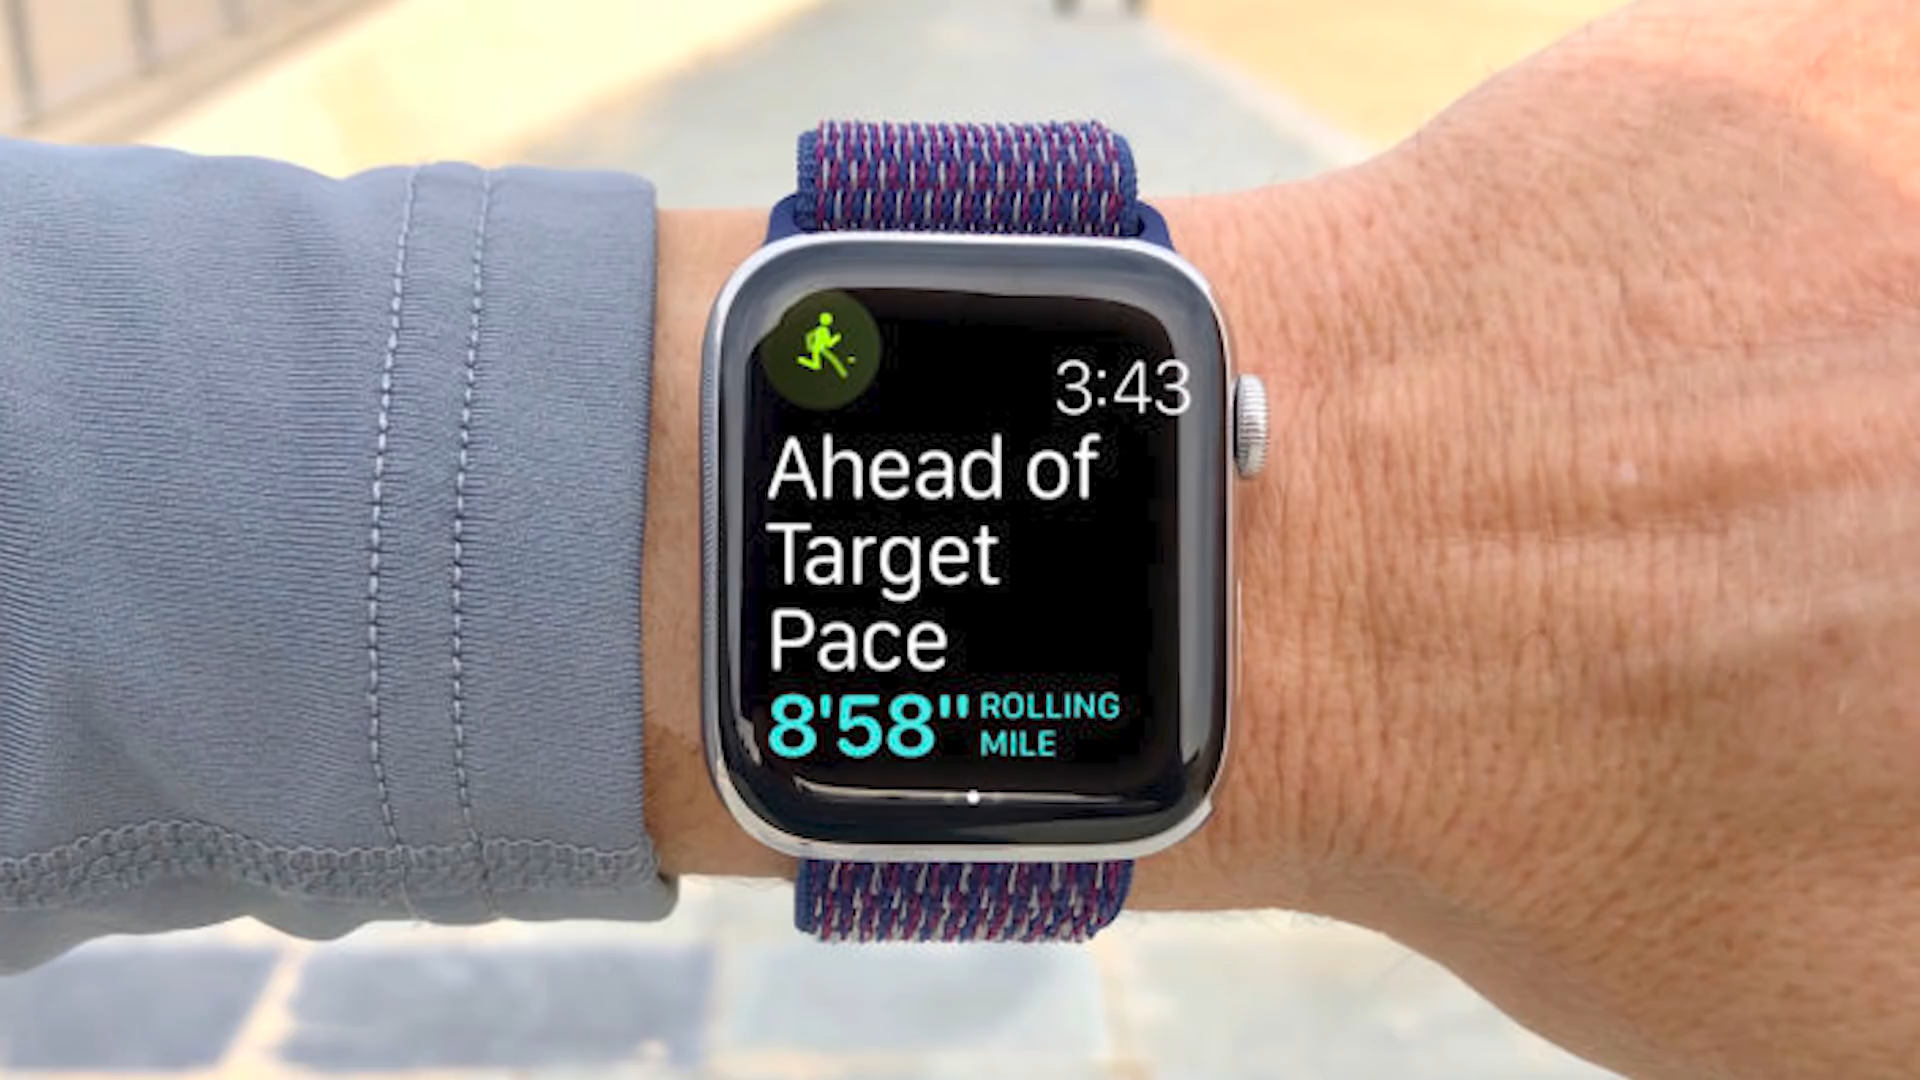 3:43
Ahead of
Target
Pace
8'58" ROLLING
MILE